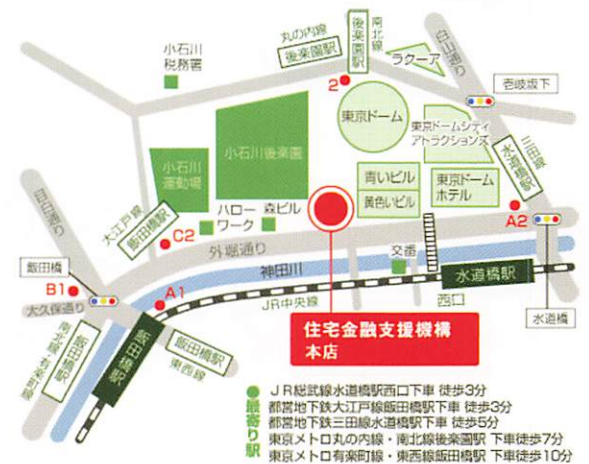 丸の内線
後楽園駅
後楽園駅
南北線
白山通り
ラクーア
小石川
税務署
2
壱岐坂下
東京ドーム
東京ドームシティ
アトラクションズ
三田線
水道橋駅
小石川後楽園
小石川
運動場
青いビル
黄色いビル
東京ドーム
ホテル
目白通り
大江戸線
飯田橋駅
ハロー
ワーク
森ビル
C2
A2
外堀通り
飯田橋
神田川
交番
水道橋駅
B1
A1
大久保通り
JR中央線
西口
水道橋
南北線・有楽町線
飯田橋駅
飯田橋駅
飯田橋駅
東西線
住宅金融支援機構
本店
●最寄り駅
● JR総武線水道橋駅西口下車 徒歩3分
都営地下鉄大江戸線飯田橋駅下車 徒歩3分
都営地下鉄三田線水道橋駅下車 徒歩5分
東京メトロ丸の内線・南北線後楽園駅 下車徒歩7分
東京メトロ有楽町線・東西線飯田橋駅 下車徒歩10分